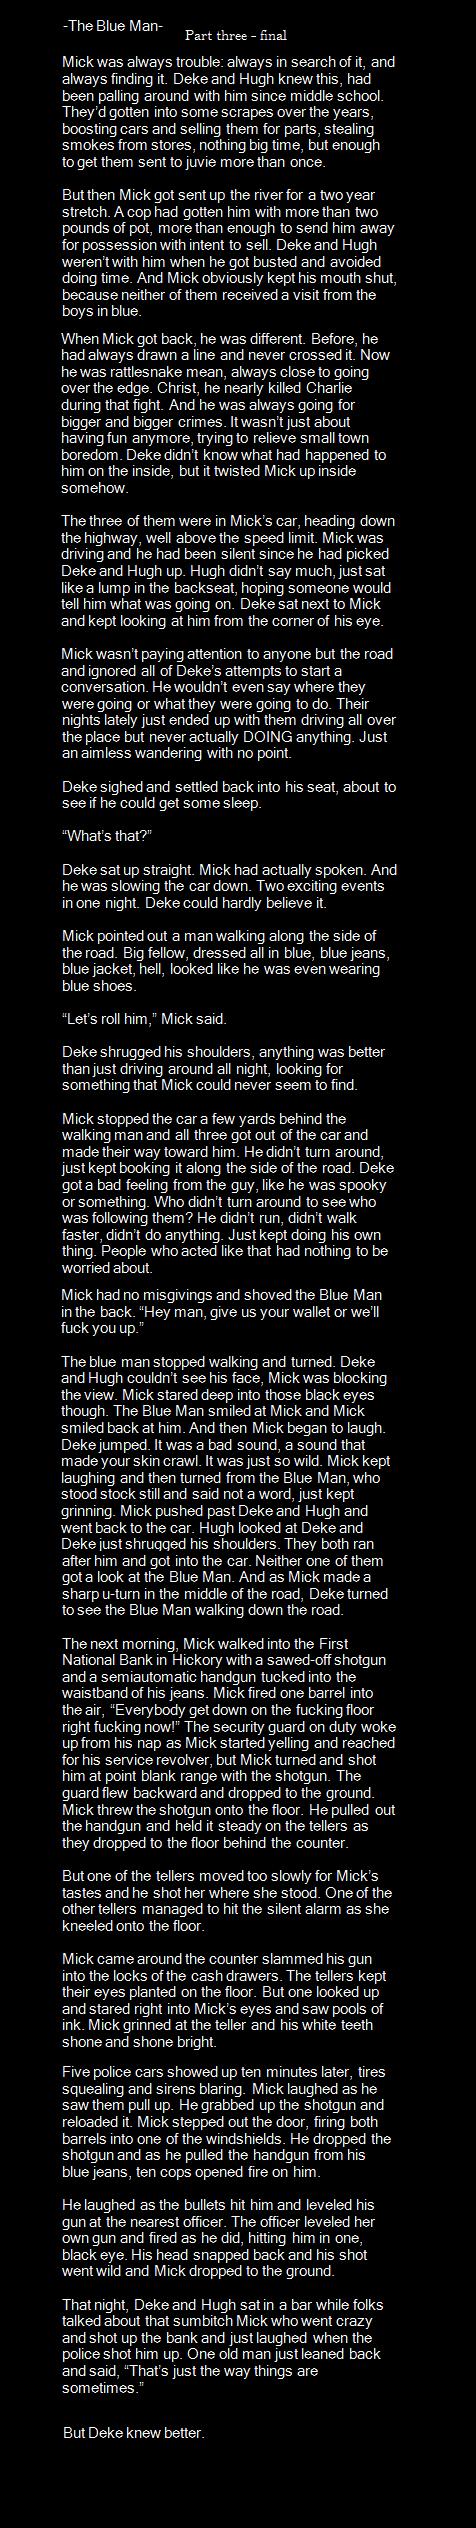 -The Blue Man-
Part three - final
Mick was always trouble: always in search of it, and
always finding it. Deke and Hugh knew this, had
been palling around with him since middle school.
They'd gotten into some scrapes over the years,
boosting cars and selling them for parts, stealing
smokes from stores, nothing big time, but enough
to get them sent to juvie more than once.
But then Mick got sent up the river for a two year
stretch. A cop had gotten him with more than two
pounds of pot, more than enough to send him away
for possession with intent to sell. Deke and Hugh
weren't with him when he got busted and avoided
doing time. And Mick obviously kept his mouth shut,
because neither of them received a visit from the
boys in blue.
When Mick got back, he was different. Before, he
had always drawn a line and never crossed it. Now
he was rattlesnake mean, always close to going
over the edge. Christ, he nearly killed Charlie
during that fight. And he was always going for
bigger and bigger crimes. It wasn't just about
having fun anymore, trying to relieve small town
boredom. Deke didn't know what had happened to
him on the inside, but it twisted Mick up inside
somehow.
The three of them were in Mick's car, heading down
the highway, well above the speed limit. Mick was
driving and he had been silent since he had picked
Deke and Hugh up. Hugh didn't say much, just sat
like a lump in the backseat, hoping someone would
tell him what was going on. Deke sat next to Mick
and kept looking at him from the corner of his eye.
Mick wasn't paying attention to anyone but the road
and ignored all of Deke's attempts to start a
conversation. He wouldn't even say where they
were going or what they were going to do. Their
nights lately just ended up with them driving all over
the place but never actually DOING anything. Just
an aimless wandering with no point.
Deke sighed and settled back into his seat, about to
see if he could get some sleep.
“What's that?”
Deke sat up straight. Mick had actually spoken. And
he was slowing the car down. Two exciting events
in one night. Deke could hardly believe it.
Mick pointed out a man walking along the side of
the road. Big fellow, dressed all in blue, blue jeans,
blue jacket, hell, looked like he was even wearing
blue shoes.
“Let's roll him,” Mick said.
Deke shrugged his shoulders, anything was better
than just driving around all night, looking for
something that Mick could never seem to find.
Mick stopped the car a few yards behind the
walking man and all three got out of the car and
made their way toward him. He didn't turn around,
just kept booking it along the side of the road. Deke
got a bad feeling from the guy, like he was spooky
or something. Who didn't turn around to see who
was following them? He didn't run, didn't walk
faster, didn't do anything. Just kept doing his own
thing. People who acted like that had nothing to be
worried about.
Mick had no misgivings and shoved the Blue Man
in the back. “Hey man, give us your wallet or we'll
fuck you up.”
The blue man stopped walking and turned. Deke
and Hugh couldn't see his face, Mick was blocking
the view. Mick stared deep into those black eyes
though. The Blue Man smiled at Mick and Mick
smiled back at him. And then Mick began to laugh.
Deke jumped. It was a bad sound, a sound that
made your skin crawl. It was just so wild. Mick kept
laughing and then turned from the Blue Man, who
stood stock still and said not a word, just kept
grinning. Mick pushed past Deke and Hugh and
went back to the car. Hugh looked at Deke and
Deke just shrugged his shoulders. They both ran
after him and got into the car. Neither one of them
got a look at the Blue Man. And as Mick made a
sharp u-turn in the middle of the road, Deke turned
to see the Blue Man walking down the road.
The next morning, Mick walked into the First
National Bank in Hickory with a sawed-off shotgun
and a semiautomatic handgun tucked into the
waistband of his jeans. Mick fired one barrel into
the air, “Everybody get down on the fucking floor
right fucking now!” The security guard on duty woke
up from his nap as Mick started yelling and reached
for his service revolver, but Mick turned and shot
him at point blank range with the shotgun. The
guard flew backward and dropped to the ground.
Mick threw the shotgun onto the floor. He pulled out
the handgun and held it steady on the tellers as
they dropped to the floor behind the counter.
But one of the tellers moved too slowly for Mick's
tastes and he shot her where she stood. One of the
other tellers managed to hit the silent alarm as she
kneeled onto the floor.
Mick came around the counter slammed his gun
into the locks of the cash drawers. The tellers kept
their eyes planted on the floor. But one looked up
and stared right into Mick's eyes and saw pools of
ink. Mick grinned at the teller and his white teeth
shone and shone bright.
Five police cars showed up ten minutes later, tires
squealing and sirens blaring. Mick laughed as he
saw them pull up. He grabbed up the shotgun and
reloaded it. Mick stepped out the door, firing both
barrels into one of the windshields. He dropped the
shotgun and as he pulled the handgun from his
blue jeans, ten cops opened fire on him.
He laughed as the bullets hit him and leveled his
gun at the nearest officer. The officer leveled her
own gun and fired as he did, hitting him in one,
black eye. His head snapped back and his shot
went wild and Mick dropped to the ground.
That night, Deke and Hugh sat in a bar while folks
talked about that sumbitch Mick who went crazy
and shot up the bank and just laughed when the
police shot him up. One old man just leaned back
and said, “That's just the way things are
sometimes.”
But Deke knew better.